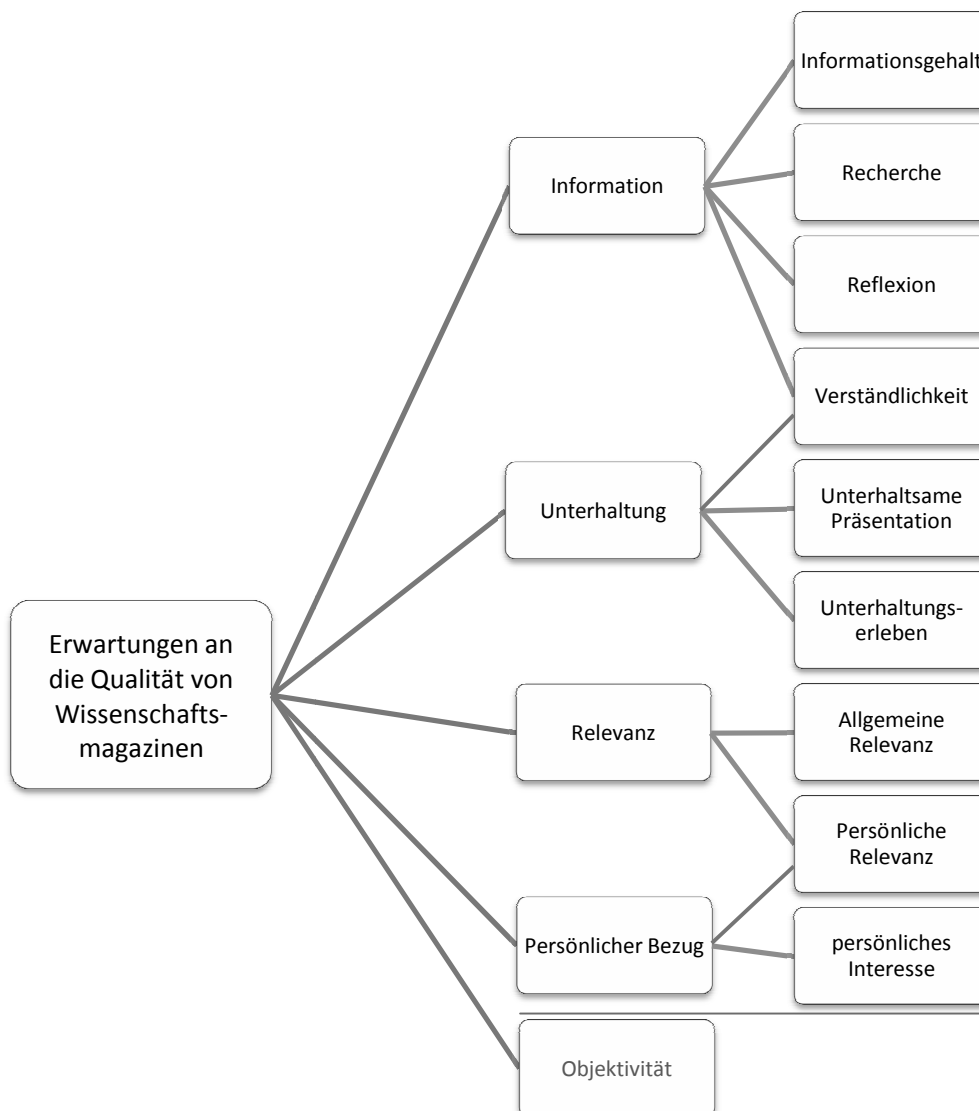 Erwartungen an
die Qualität von
Wissenschafts-
magazinen
Information
Unterhaltung
Relevanz
Persönlicher Bezug
Objektivität
Informationsgehalt
Recherche
Reflexion
Verständlichkeit
Unterhaltsame
Präsentation
Unterhaltungs-
erleben
Allgemeine
Relevanz
Persönliche
Relevanz
persönliches
Interesse